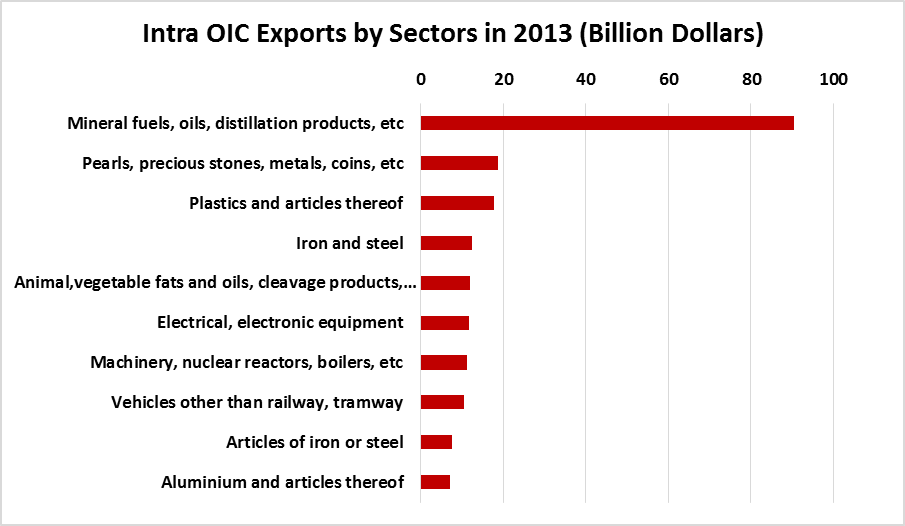 Intra OIC Exports by Sectors in 2013 (Billion Dollars)
0 20 40 60 80 100
Mineral fuels, oils, distillation products, etc
Pearls, precious stones, metals, coins, etc
Plastics and articles thereof
Iron and steel
Animal,vegetable fats and oils, cleavage products,...
Electrical, electronic equipment
Machinery, nuclear reactors, boilers, etc
Vehicles other than railway, tramway
Articles of iron or steel
Aluminium and articles thereof